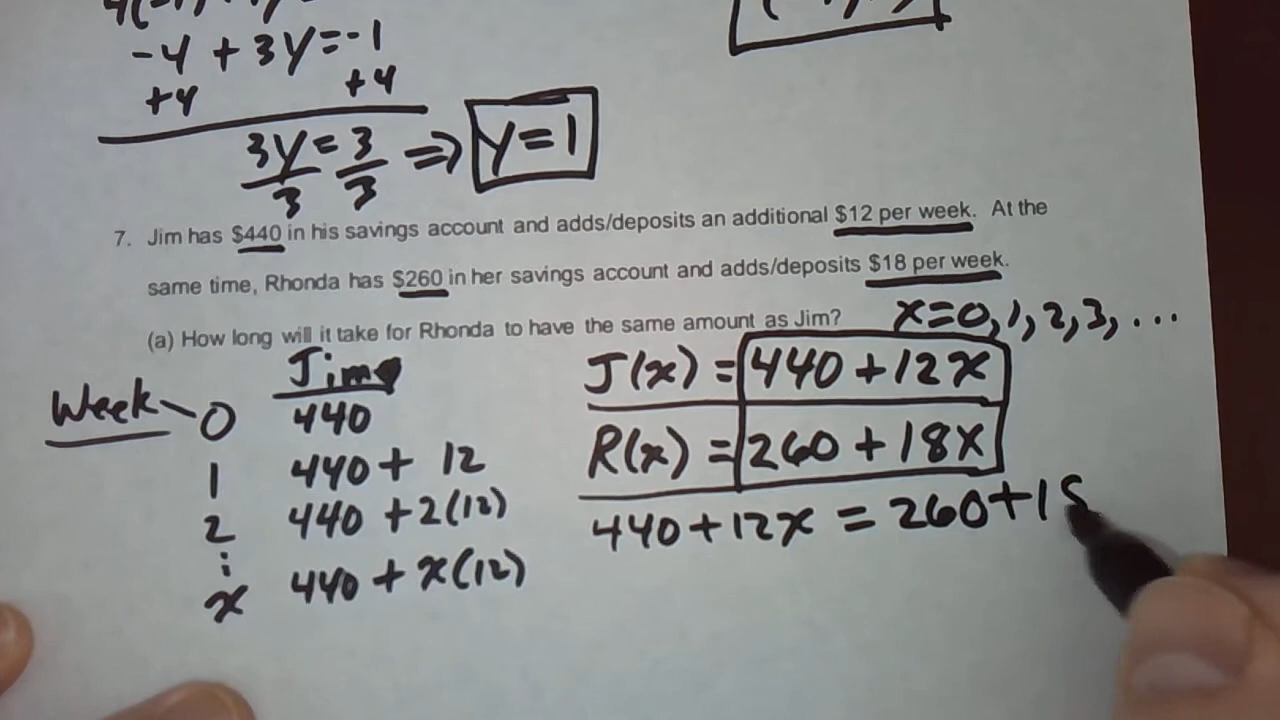 -4 + 3y = -1
+4 +4
3y = 3
3 3
⇒ y = 1
7. Jim has $440 in his savings account and adds/deposits an additional $12 per week. At the
same time, Rhonda has $260 in her savings account and adds/deposits $18 per week.
(a) How long will it take for Rhonda to have the same amount as Jim?
x=0,1,2,3,...
Week
Jim
0 440
1 440 + 12
2 440 + 2(12)
⋮
x 440 + x(12)
J(x) = 440 + 12x
R(x) = 260 + 18x
440 + 12x = 260 + 1